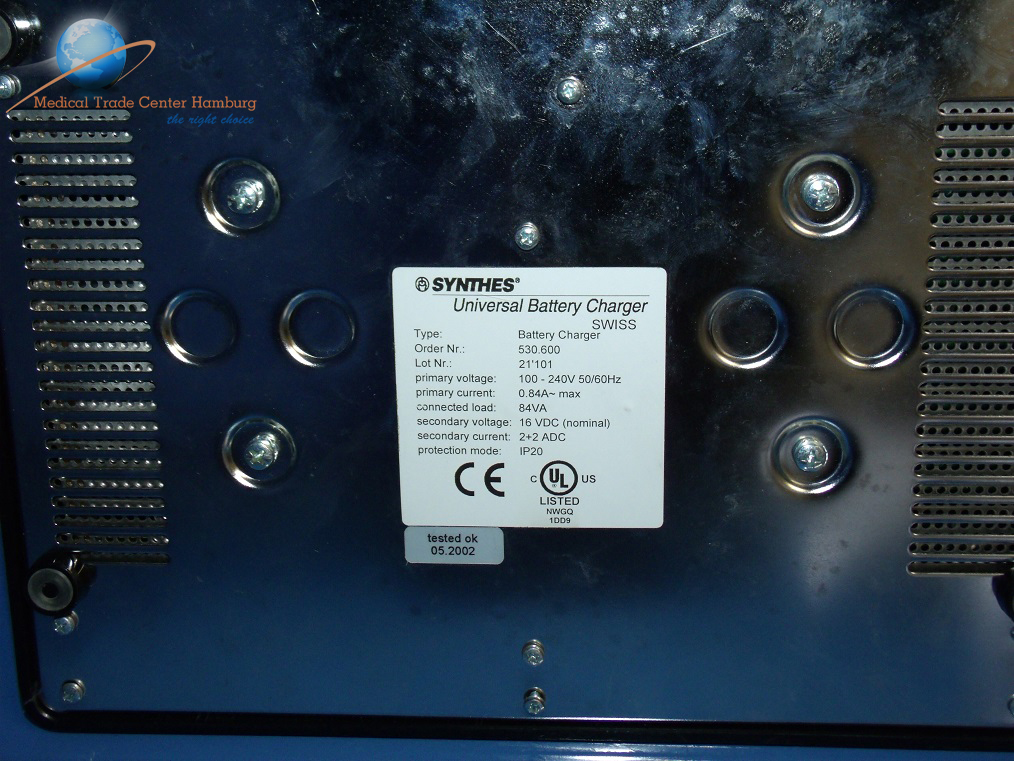 Medical Trade Center Hamburg
the right choice
SYNTHES®
Universal Battery Charger
SWISS
Type: Battery Charger
Order Nr.: 530.600
Lot Nr.: 21'101
primary voltage: 100 - 240V 50/60Hz
primary current: 0.84A~ max
connected load: 84VA
secondary voltage: 16 VDC (nominal)
secondary current: 2+2 ADC
protection mode: IP20
CE C UL US
LISTED
NWGQ
1DD9
tested ok
05.2002